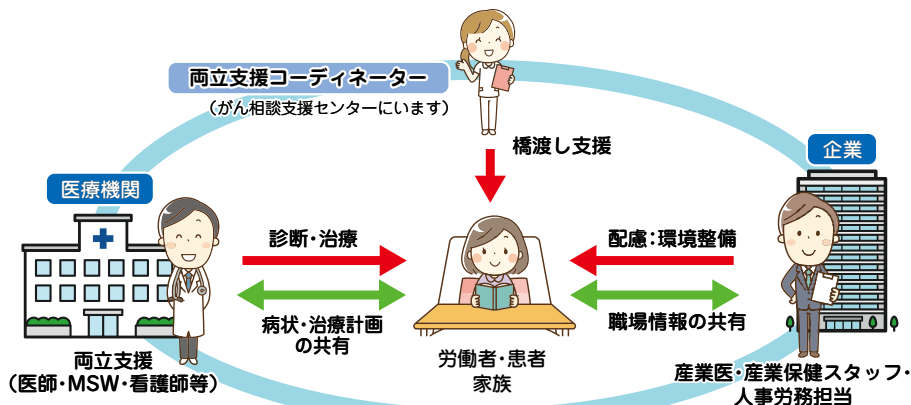 両立支援コーディネーター
（がん相談支援センターにいます）
橋渡し支援
企業
医療機関
診断・治療
配慮：環境整備
病状・治療計画
の共有
職場情報の共有
両立支援
（医師・MSW・看護師等）
労働者・患者
家族
産業医・産業保健スタッフ・
人事労務担当